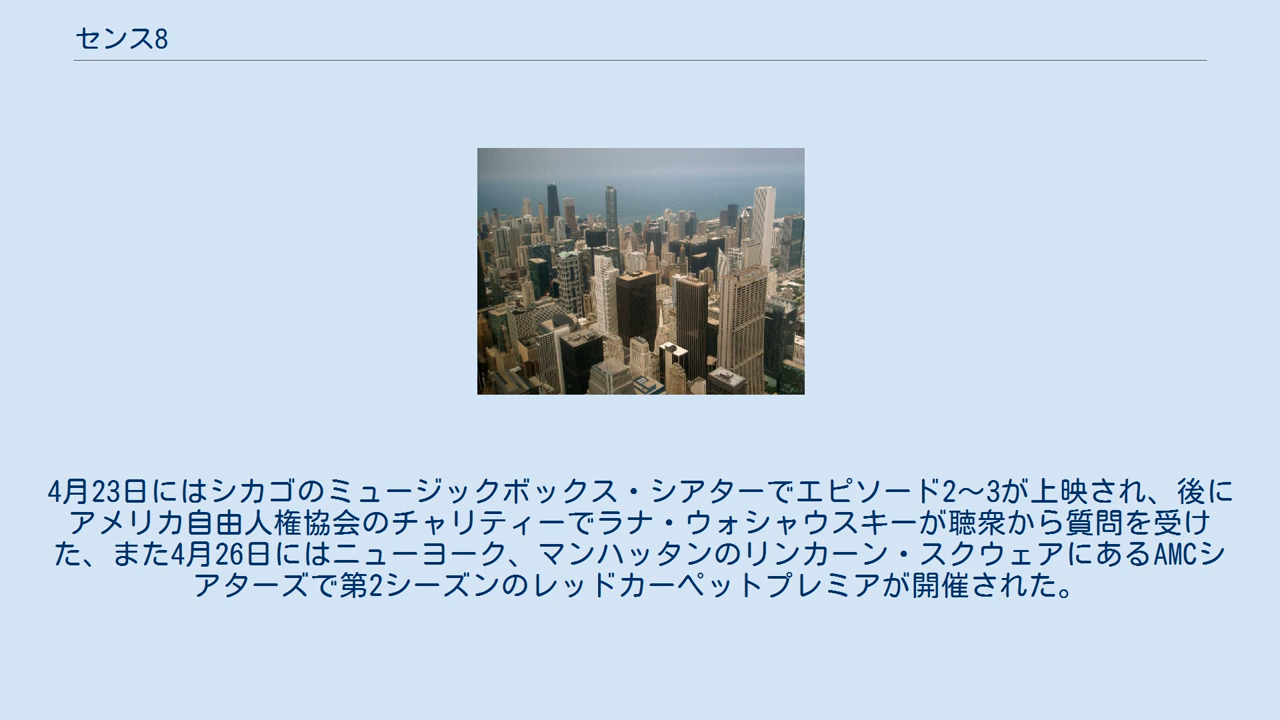 センス8
4月23日にはシカゴのミュージックボックス・シアターでエピソード2～3が上映され、後に
アメリカ自由人権協会のチャリティーでラナ・ウォシャウスキーが聴衆から質問を受け
た、また4月26日にはニューヨーク、マンハッタンのリンカーン・スクウェアにあるAMCシ
アターズで第2シーズンのレッドカーペットプレミアが開催された。